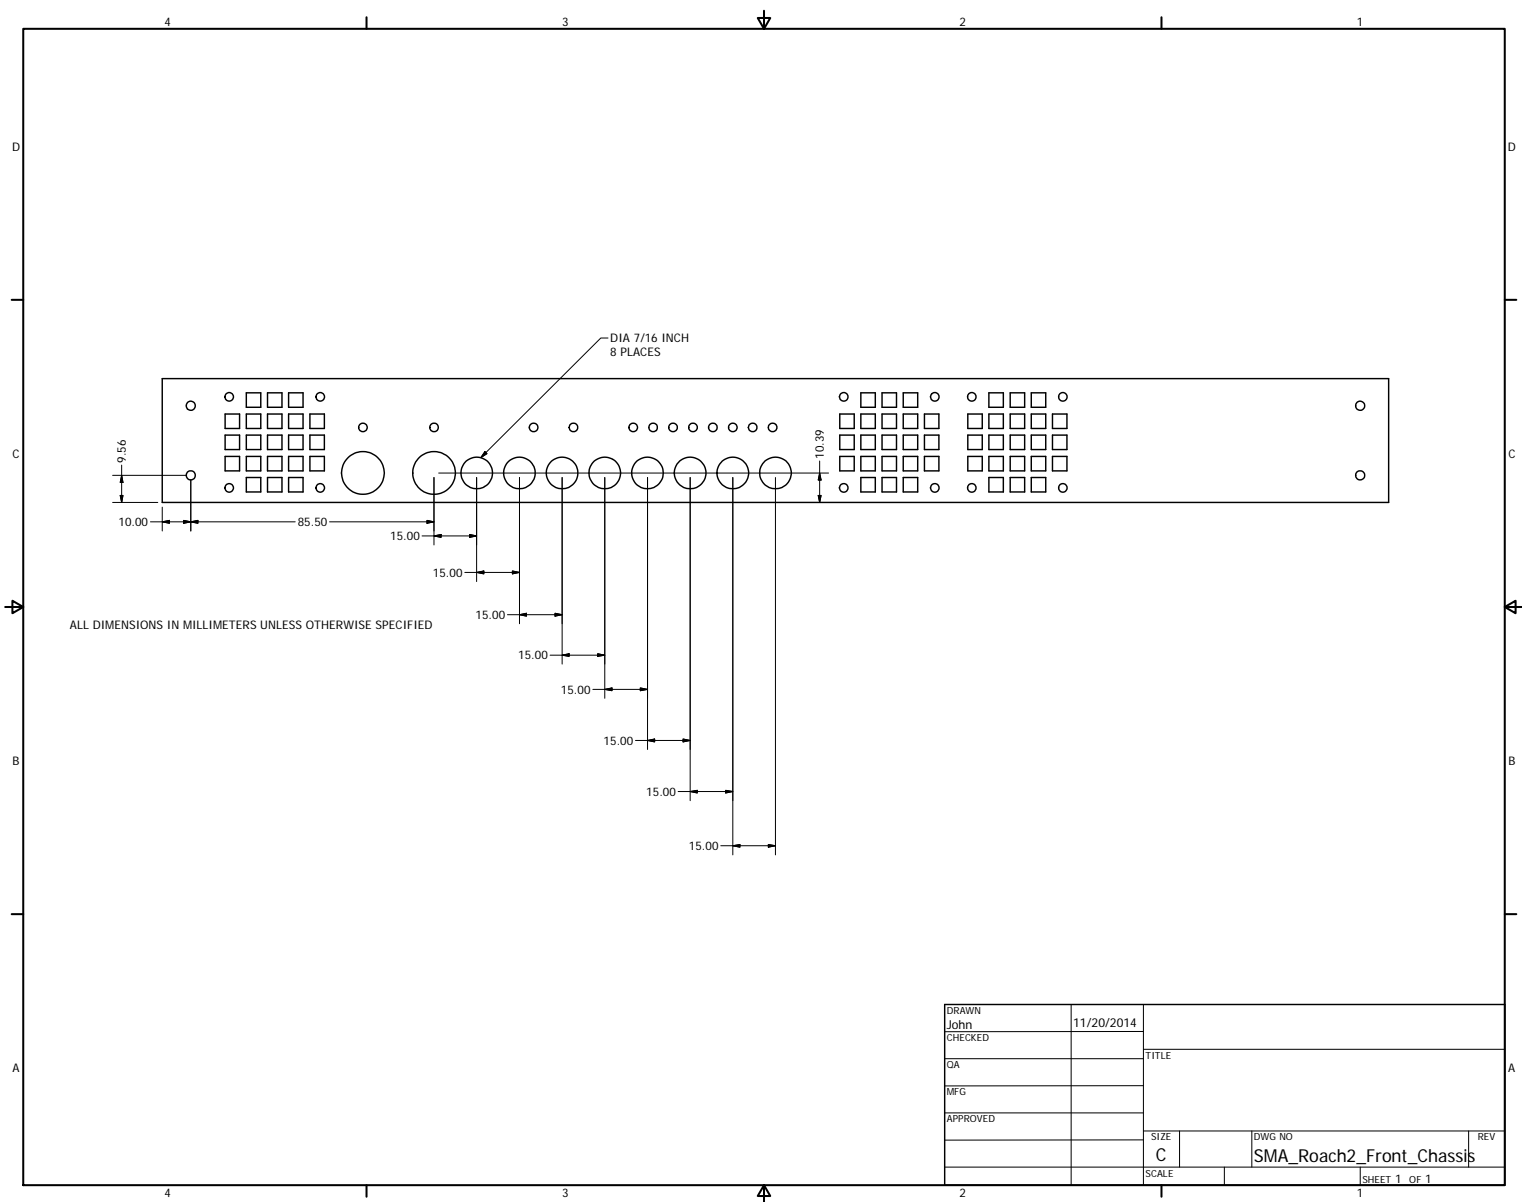 4 3 2 1
D D
DIA 7/16 INCH
8 PLACES
9.56
10.39
C C
10.00 85.50
15.00
15.00
15.00
ALL DIMENSIONS IN MILLIMETERS UNLESS OTHERWISE SPECIFIED
15.00
15.00
15.00
B B
15.00
15.00
DRAWN
John 11/20/2014
CHECKED
TITLE
QA
A A
MFG
APPROVED
SIZE DWG NO REV
C SMA_Roach2_Front_Chassis
SCALE
SHEET 1 OF 1
4 3 2 1